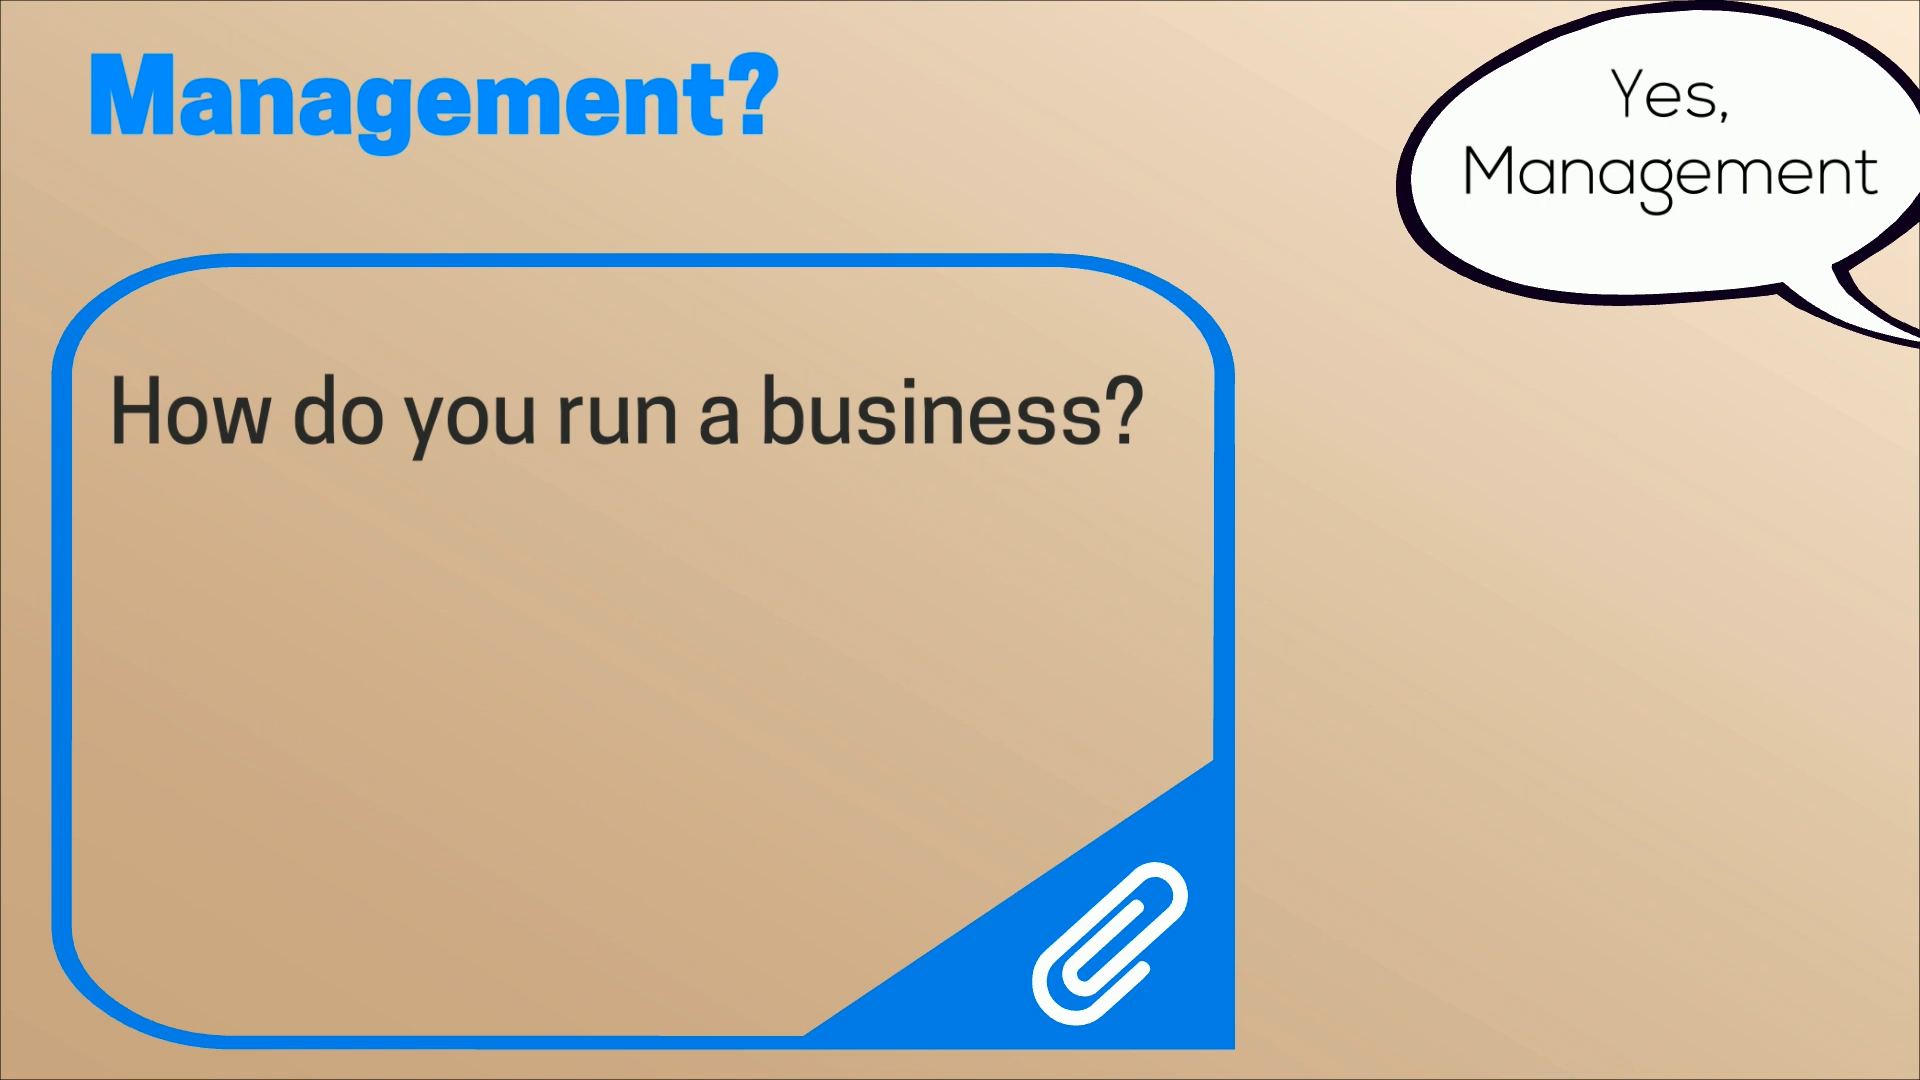 Management?
Yes,
Management
How do you run a business?